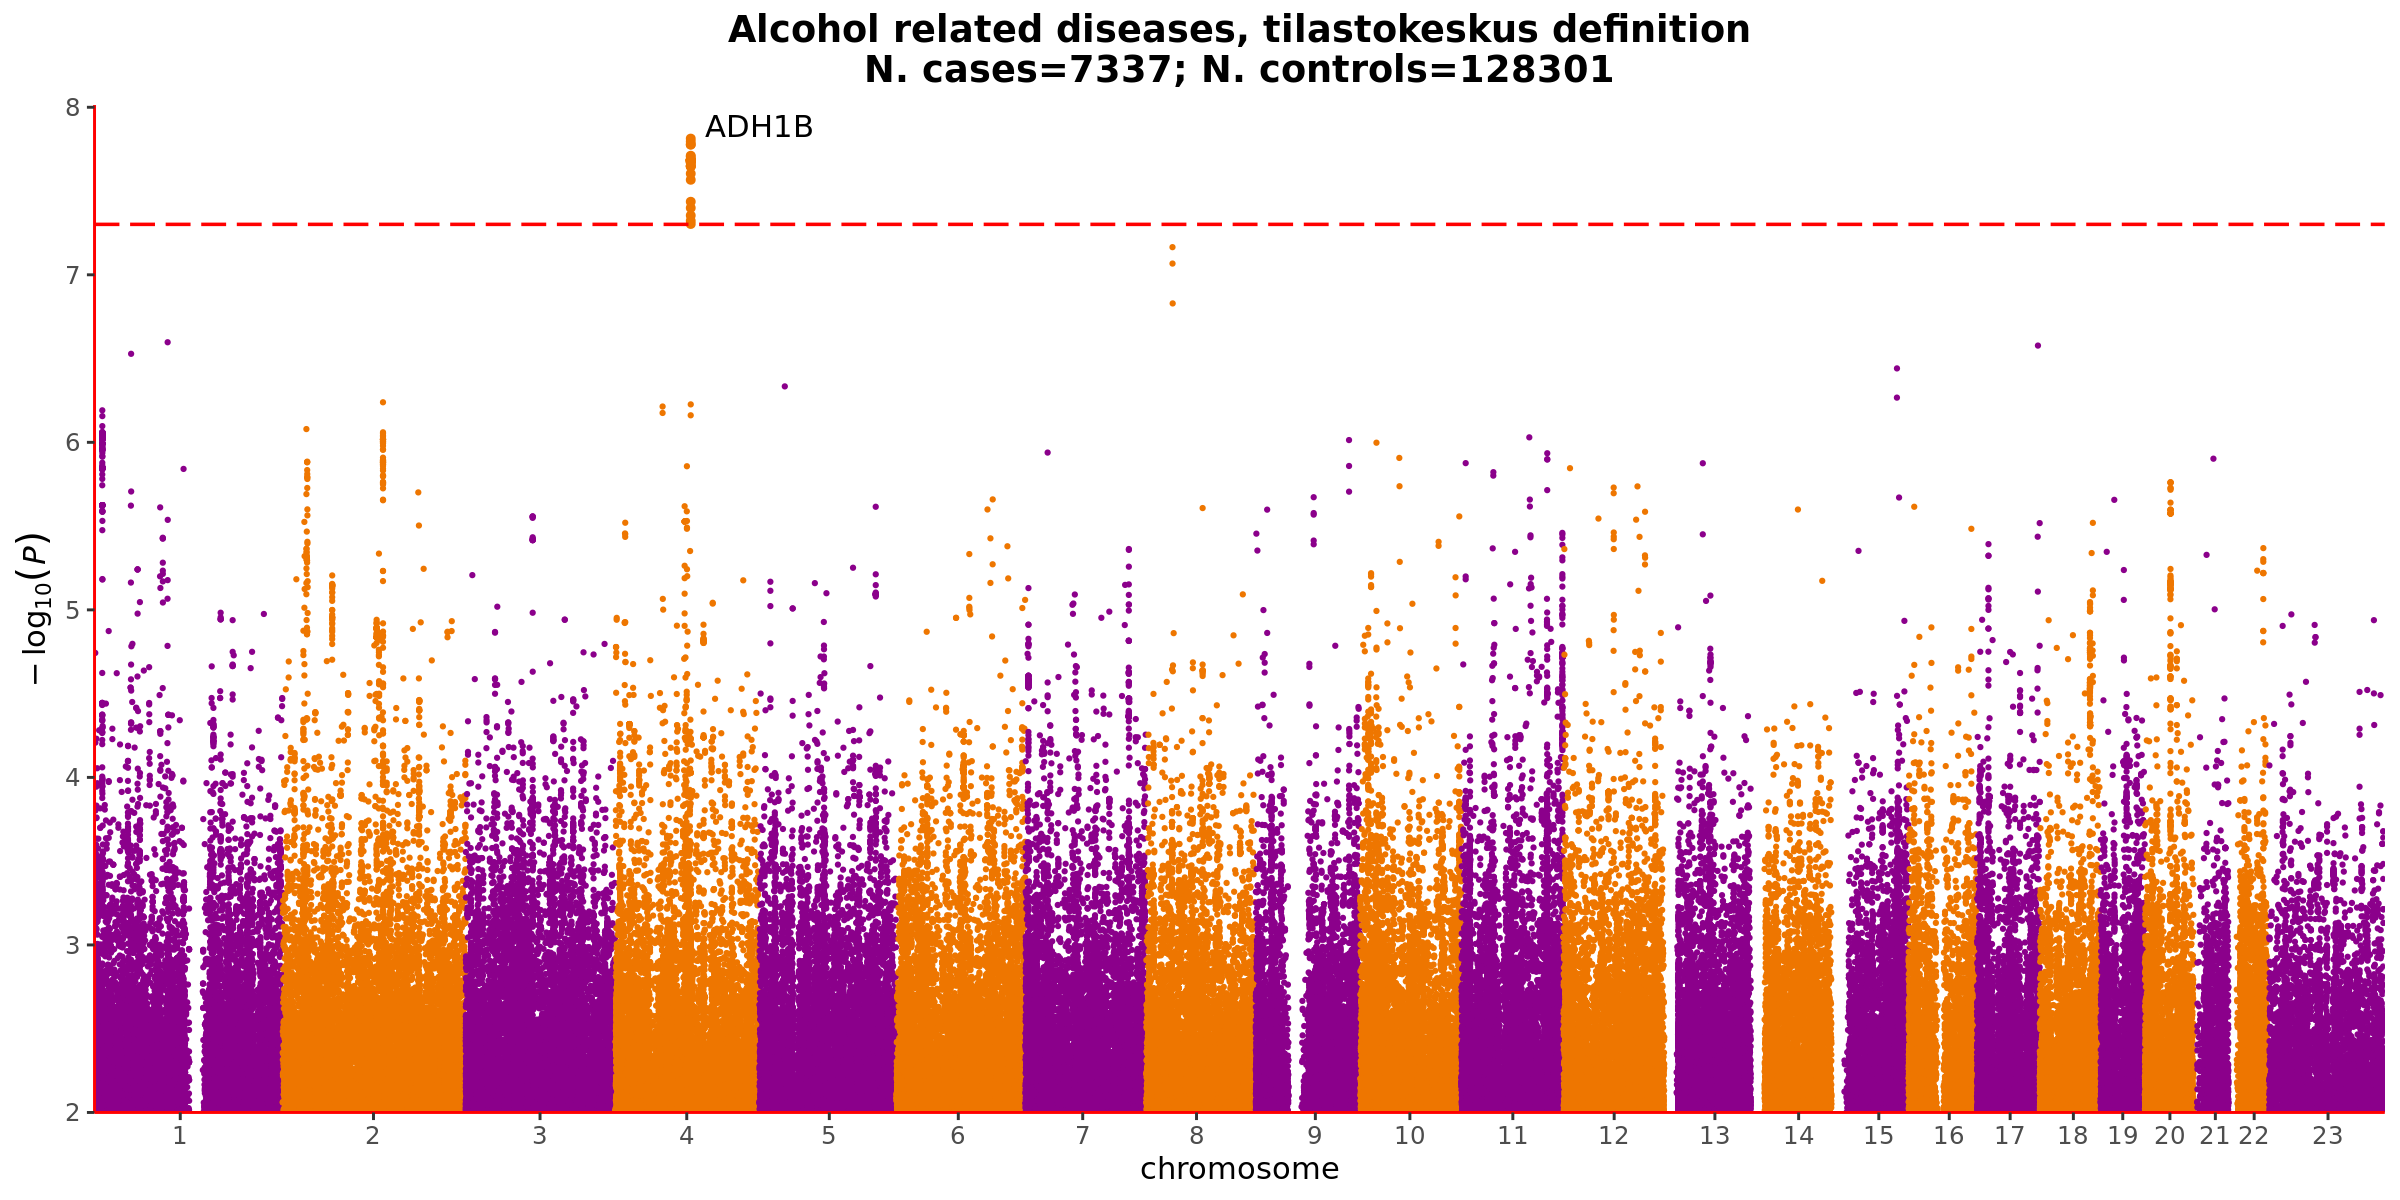 Alcohol related diseases, tilastokeskus definition
N. cases=7337; N. controls=128301
ADH1B
8
7
6
5
4
3
2
− log₁₀(P)
1 2 3 4 5 6 7 8 9 10 11 12 13 14 15 16 17 18 19 20 21 22 23
chromosome